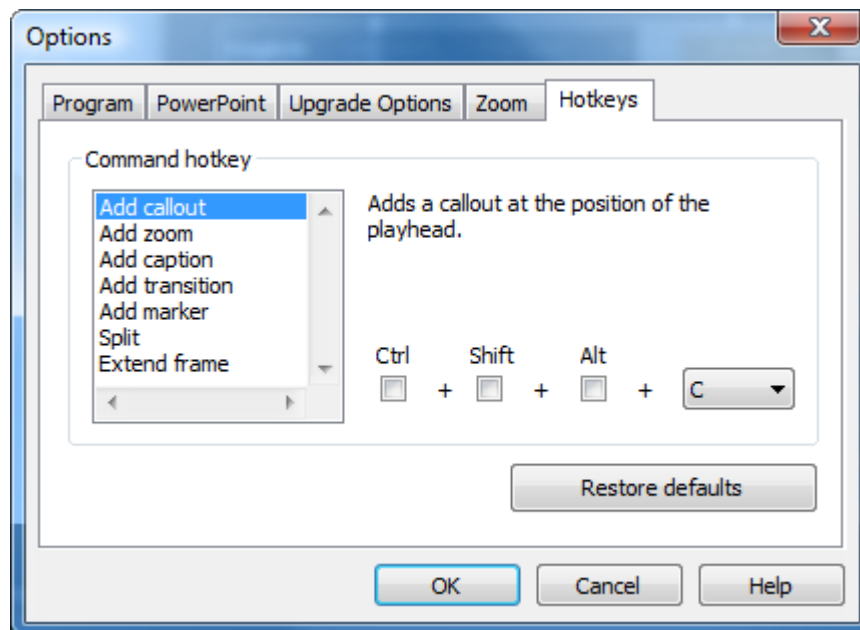 Options
Program PowerPoint Upgrade Options Zoom Hotkeys
Command hotkey
Add callout
Add zoom
Add caption
Add transition
Add marker
Split
Extend frame
Adds a callout at the position of the
playhead.
Ctrl Shift Alt
+ + + C
Restore defaults
OK Cancel Help